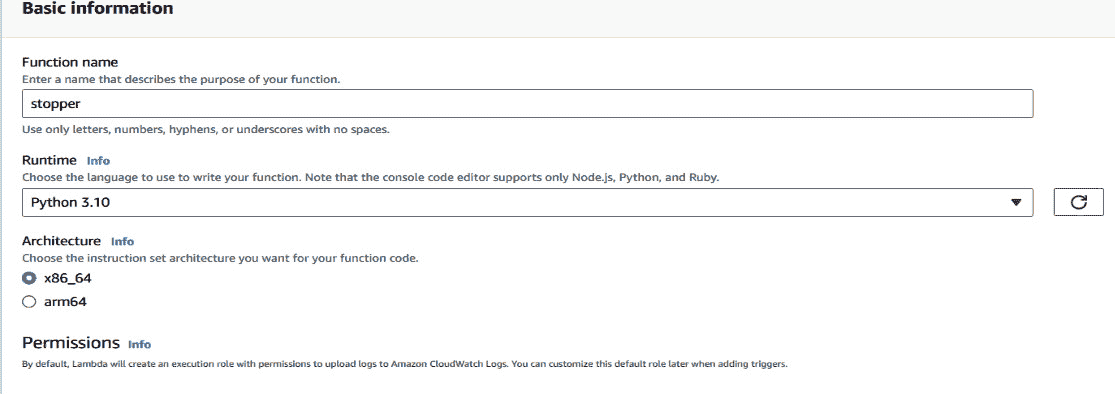 Basic information
Function name
Enter a name that describes the purpose of your function.
stopper
Use only letters, numbers, hyphens, or underscores with no spaces.
Runtime Info
Choose the language to use to write your function. Note that the console code editor supports only Node.js, Python, and Ruby.
Python 3.10
Architecture Info
Choose the instruction set architecture you want for your function code.
x86_64
arm64
Permissions Info
By default, Lambda will create an execution role with permissions to upload logs to Amazon CloudWatch Logs. You can customize this default role later when adding triggers.